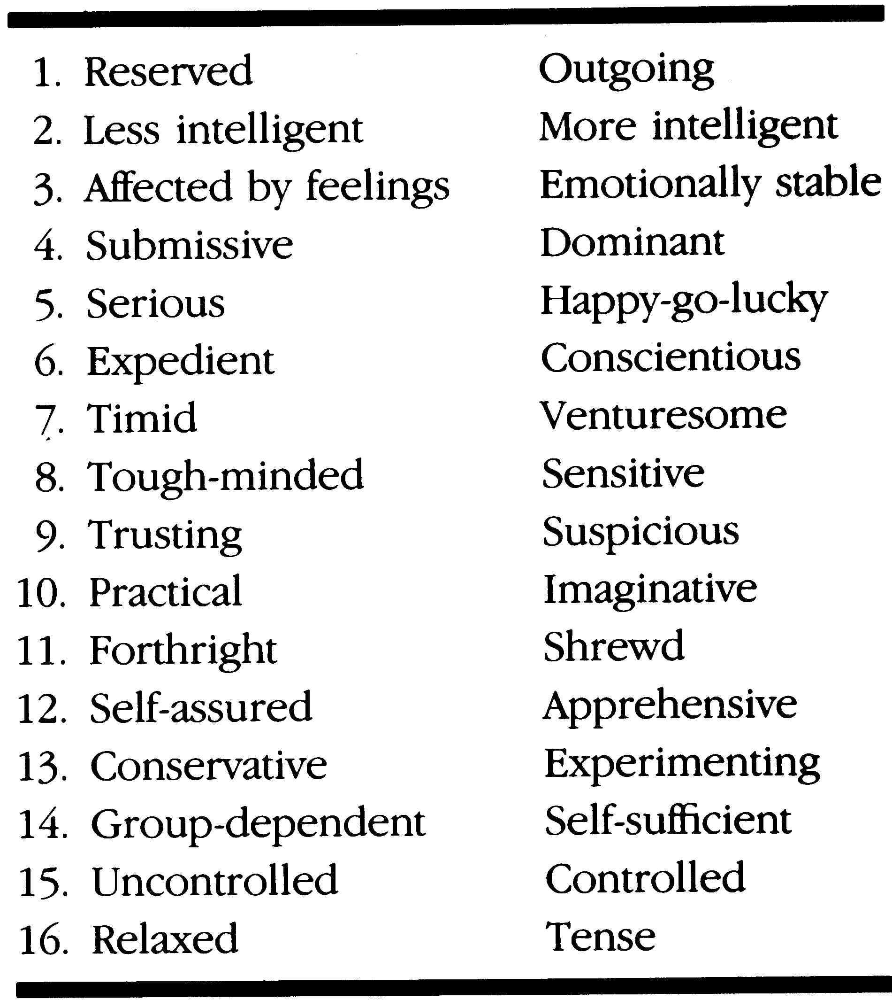 1. Reserved Outgoing
2. Less intelligent More intelligent
3. Affected by feelings Emotionally stable
4. Submissive Dominant
5. Serious Happy-go-lucky
6. Expedient Conscientious
7. Timid Venturesome
8. Tough-minded Sensitive
9. Trusting Suspicious
10. Practical Imaginative
11. Forthright Shrewd
12. Self-assured Apprehensive
13. Conservative Experimenting
14. Group-dependent Self-sufficient
15. Uncontrolled Controlled
16. Relaxed Tense